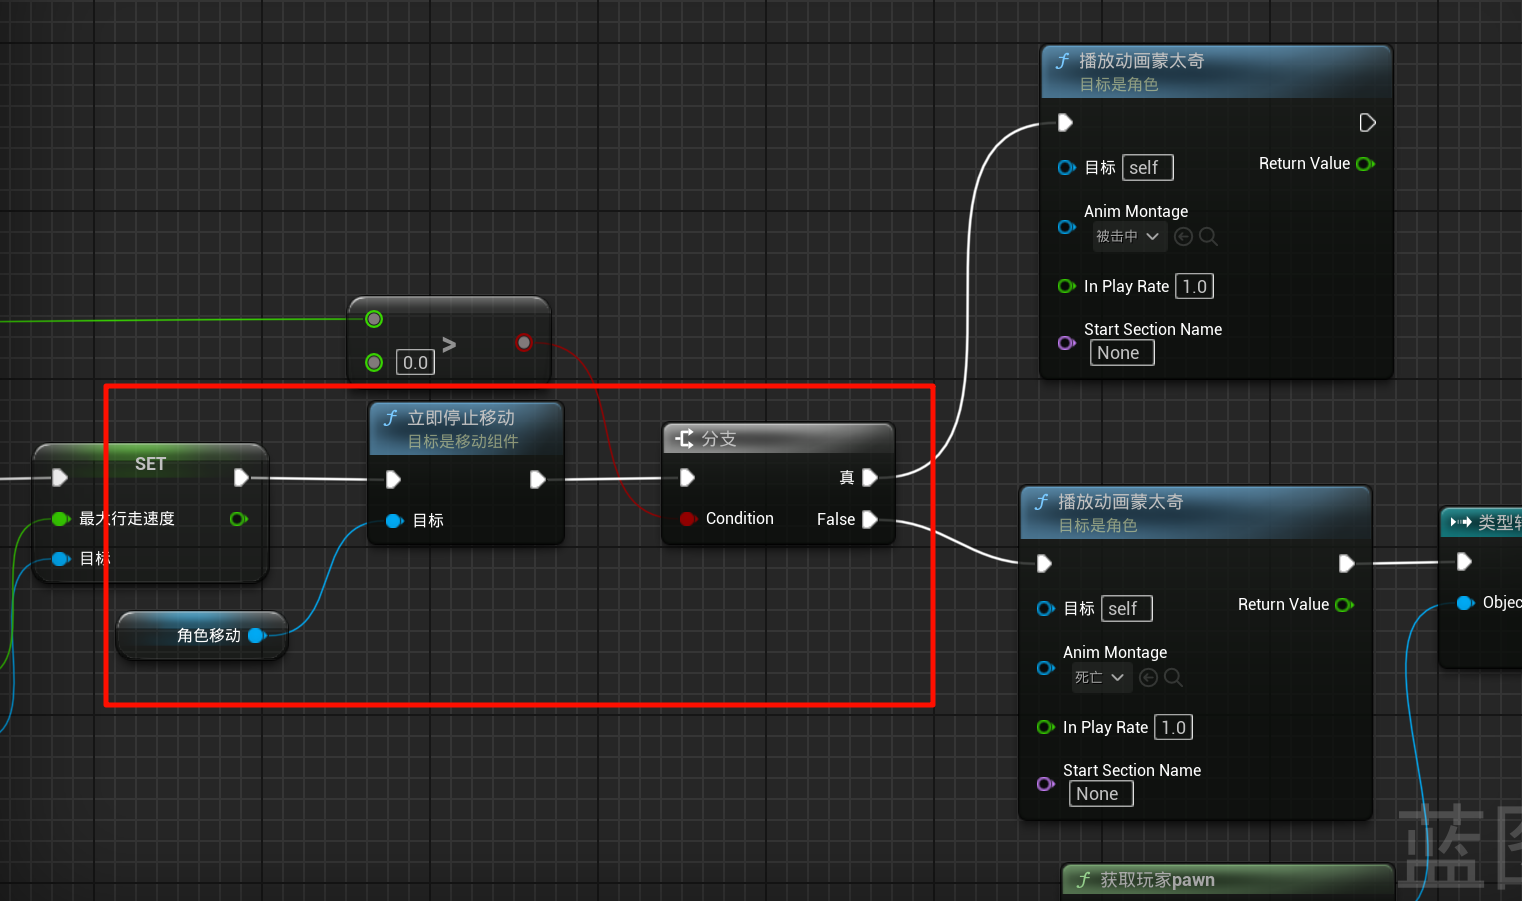 播放动画蒙太奇
目标是角色
目标 self
Return Value
Anim Montage
被击中
In Play Rate 1.0
Start Section Name
None
>
0.0
SET
最大行走速度
目标
立即停止移动
目标是移动组件
目标
分支
真
Condition
False
角色移动
播放动画蒙太奇
目标是角色
目标 self
Return Value
Anim Montage
死亡
In Play Rate 1.0
Start Section Name
None
类型转
Objec
获取玩家pawn
蓝图